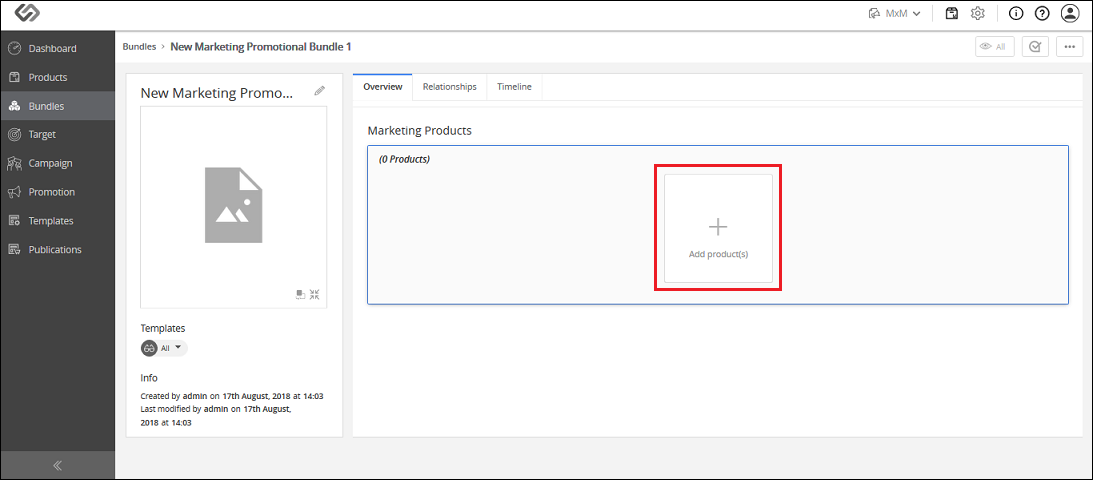 MxM
Dashboard
Products
Bundles
Target
Campaign
Promotion
Templates
Publications
Bundles › New Marketing Promotional Bundle 1
All
New Marketing Promo...
Templates
All
Info
Created by admin on 17th August, 2018 at 14:03
Last modified by admin on 17th August,
2018 at 14:03
Overview
Relationships
Timeline
Marketing Products
(0 Products)
Add product(s)